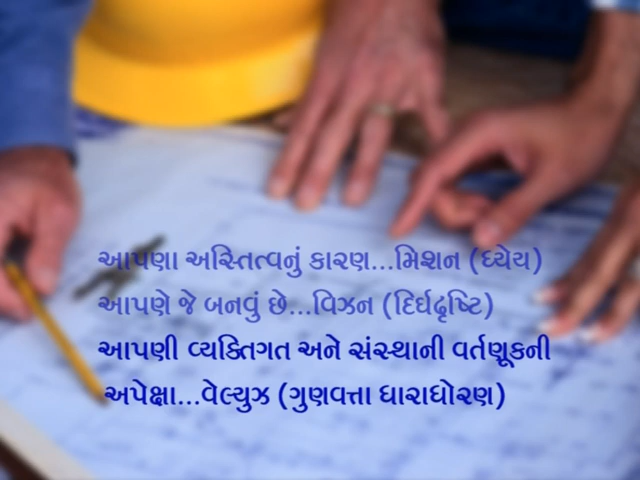 આપણા અસ્તિત્વનું કારણ...મિશન (ધ્યેય)
આપણે જે બનવું છે...વિઝન (દિર્ઘદૃષ્ટિ)
આપણી વ્યક્તિગત અને સંસ્થાની વર્તણૂકની
અપેક્ષા...વેલ્યુઝ (ગુણવત્તા ધારાધોરણ)